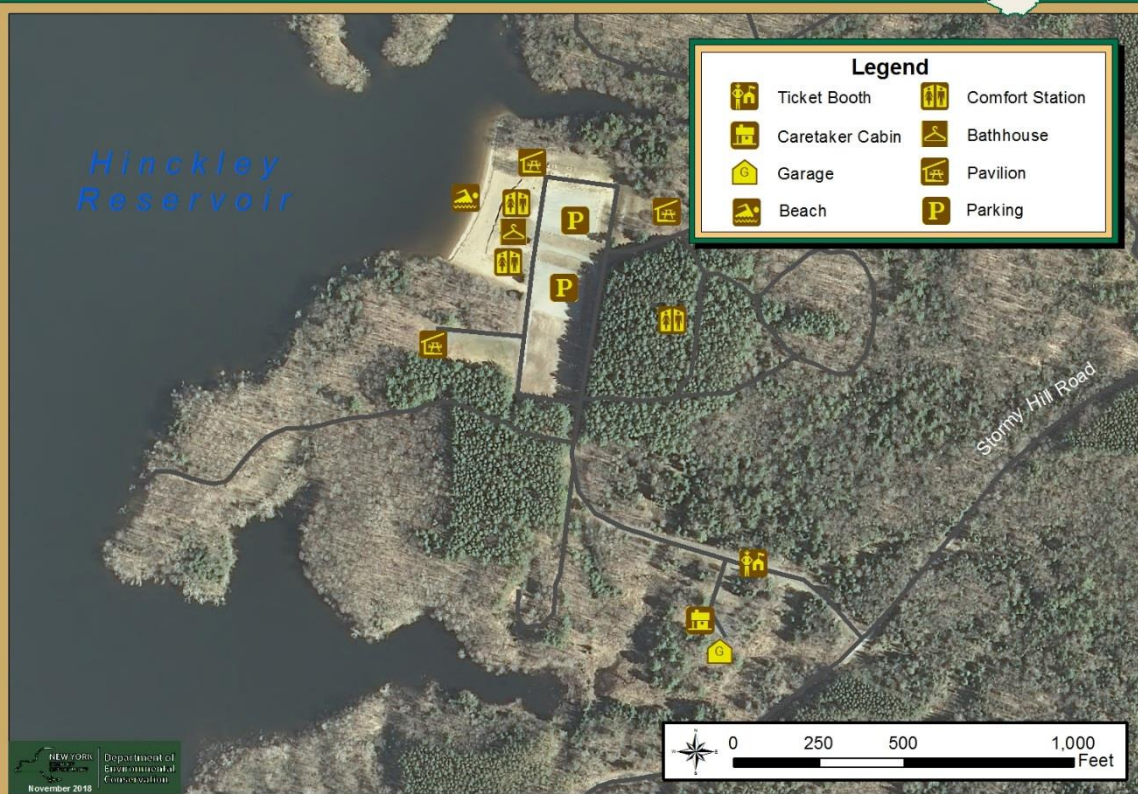 Legend
Ticket Booth
Comfort Station
Caretaker Cabin
Bathhouse
G
Garage
Pavilion
Beach
P
Parking
Hinckley
Reservoir
P
P
Stormy Hill Road
G
0 250 500 1,000
Feet
NEW YORK
Department of
Environmental
Conservation
November 2018